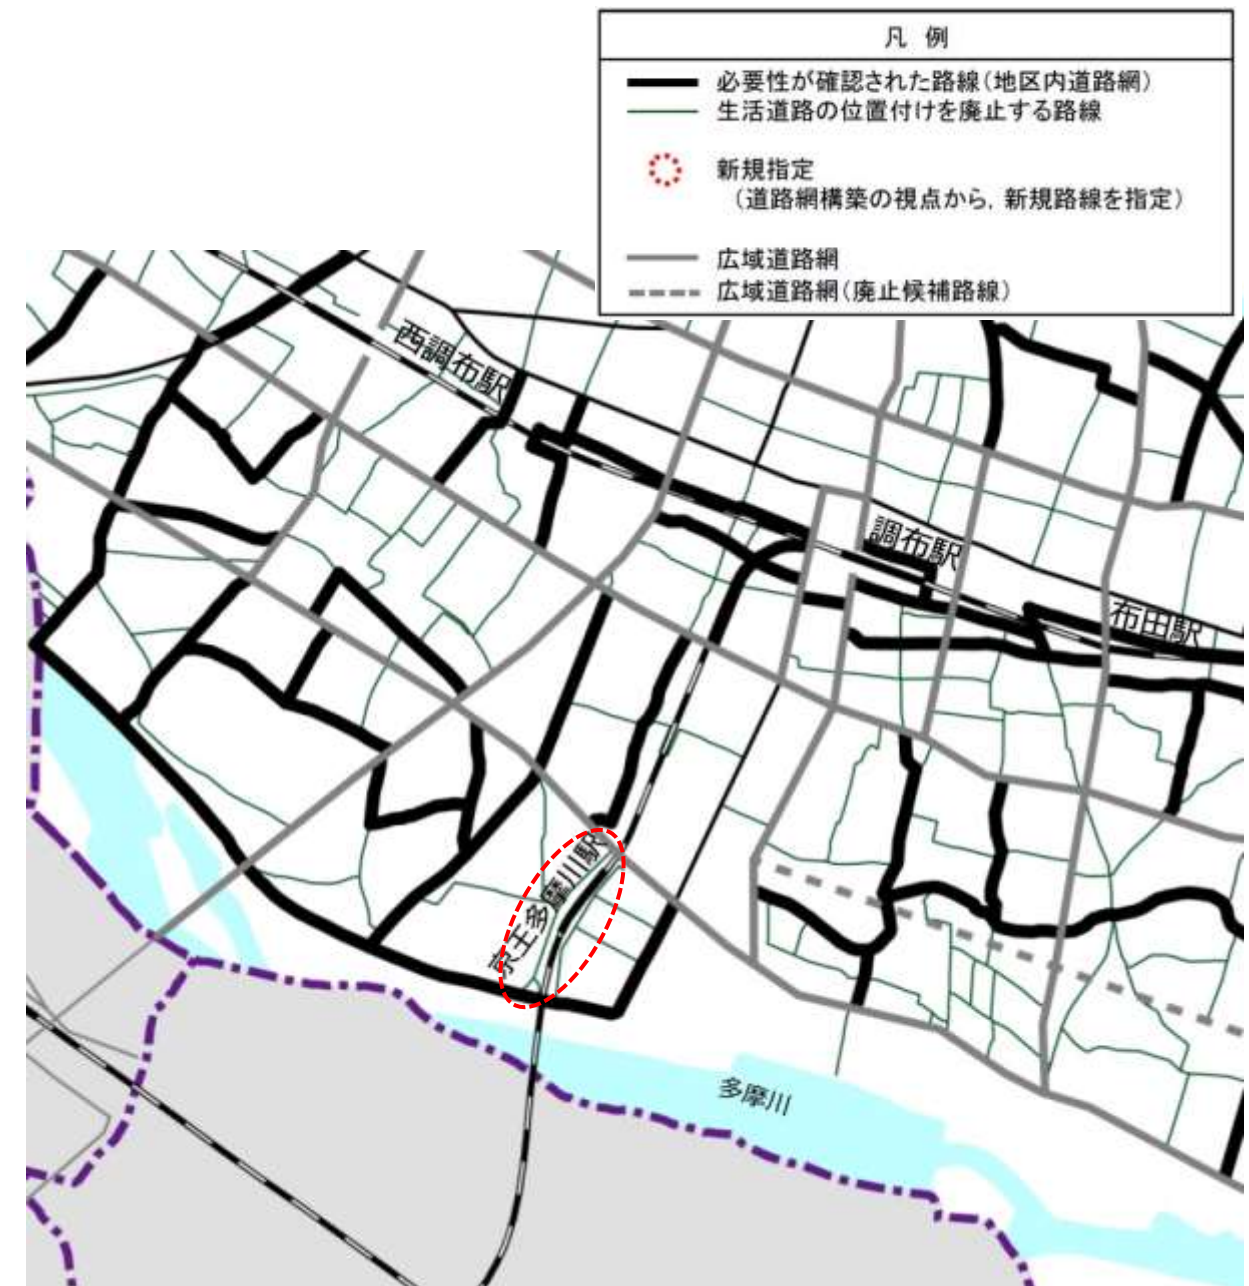 凡 例
必要性が確認された路線（地区内道路網）
生活道路の位置付けを廃止する路線
新規指定
（道路網構築の視点から，新規路線を指定）
広域道路網
広域道路網（廃止候補路線）
西調布駅
調布駅
布田駅
京王多摩川駅
多摩川